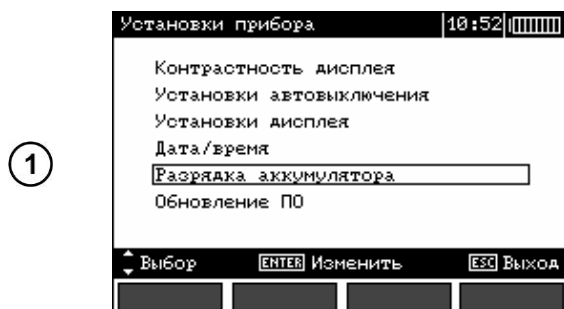 Установки прибора 10:52
Контрастность дисплея
Установки автовыключения
Установки дисплея
Дата/время
1
Разрядка аккумулятора
Обновление ПО
Выбор ENTER Изменить ESC Выход